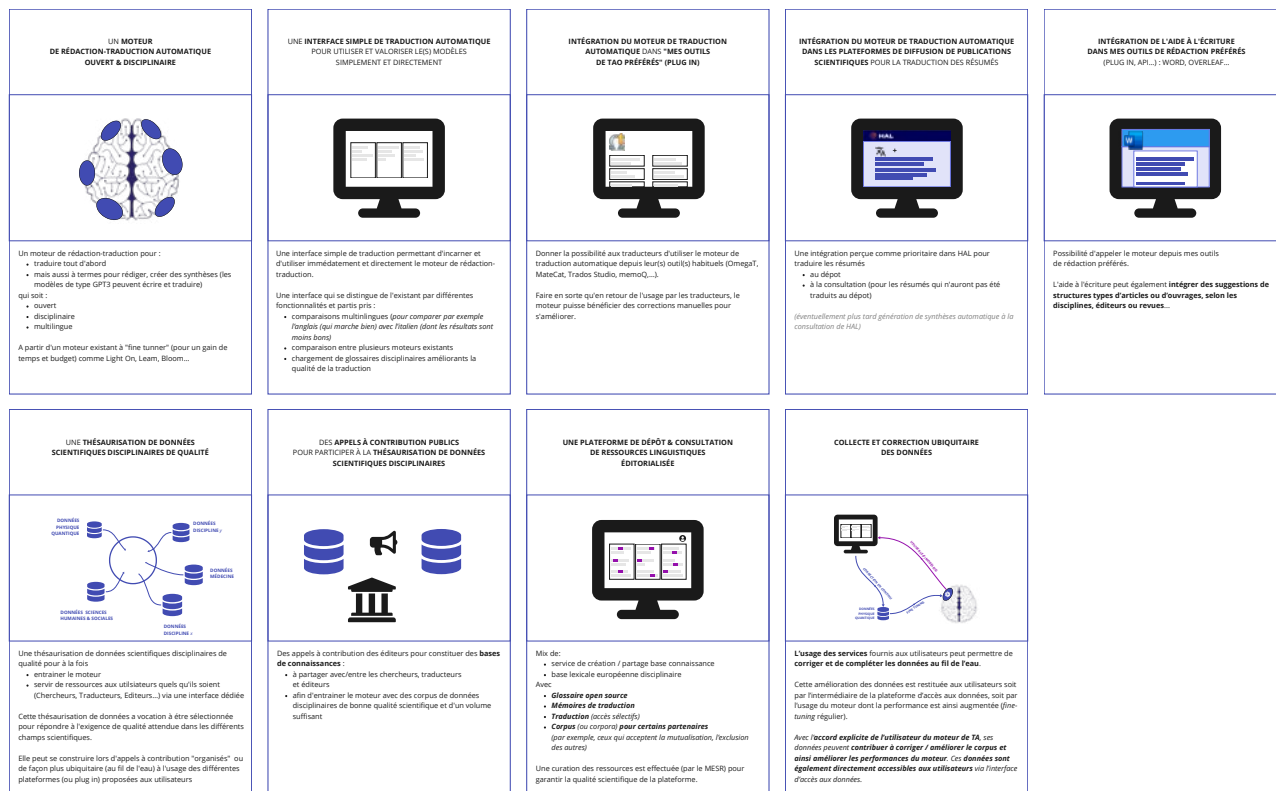 UN MOTEUR
DE RÉDACTION-TRADUCTION AUTOMATIQUE
OUVERT & DISCIPLINAIRE
Un moteur de rédaction-traduction pour :
• traduire tout d'abord
• mais aussi à termes pour rédiger, créer des synthèses (les
modèles de type GPT3 peuvent écrire et traduire)
qui soit :
• ouvert
• disciplinaire
• multilingue
A partir d'un moteur existant à "fine tunner" (pour un gain de
temps et budget) comme Light On, Leam, Bloom...
UNE INTERFACE SIMPLE DE TRADUCTION AUTOMATIQUE
POUR UTILISER ET VALORISER LE(S) MODÈLES
SIMPLEMENT ET DIRECTEMENT
Une interface simple de traduction permettant d'incarner et
d'utiliser immédatement et directement le moteur de rédaction-
traduction.
Une interface qui se distingue de l'existant par différentes
fonctionnalités et partis pris :
• comparaisons multinlingues (pour comparer par exemple
l'anglais (qui marche bien) avec l'italien (dont les résultats sont
moins bons)
• comparaison entre plusieurs moteurs existants
• chargement de glossaires disciplinaires améliorants la
qualité de la traduction
INTÉGRATION DU MOTEUR DE TRADUCTION
AUTOMATIQUE DANS "MES OUTILS
DE TAO PRÉFÉRÉS" (PLUG IN)
Donner la possibilité aux traducteurs d'utiliser le moteur de
traduction automatique depuis leur(s) outil(s) habituels (OmegaT,
MateCat, Trados Studio, memoQ,...).
Faire en sorte qu'en retour de l'usage par les traducteurs, le
moteur puisse bénéficier des corrections manuelles pour
s'améliorer.
INTÉGRATION DU MOTEUR DE TRADUCTION AUTOMATIQUE
DANS LES PLATEFORMES DE DIFFUSION DE PUBLICATIONS
SCIENTIFIQUES POUR LA TRADUCTION DES RÉSUMÉS
HAL
Une intégration perçue comme prioritaire dans HAL pour
traduire les résumés
• au dépot
• à la consultation (pour les résumés qui n'auront pas été
traduits au dépot)
(éventuellement plus tard génération de synthèses automatique à la
consultation de HAL)
INTÉGRATION DE L'AIDE À L'ÉCRITURE
DANS MES OUTILS DE RÉDACTION PRÉFÉRÉS
(PLUG IN, API...) : WORD, OVERLEAF...
W
Possibilité d'appeler le moteur depuis mes outils
de rédaction préférés.
L'aide à l'écriture peut également intégrer des suggestions de
structures types d'articles ou d'ouvrages, selon les
disciplines, éditeurs ou revues...
UNE THÉSAURISATION DE DONNÉES
SCIENTIFIQUES DISCIPLINAIRES DE QUALITÉ
DONNÉES
PHYSIQUE
QUANTIQUE
DONNÉES
DISCIPLINE
DONNÉES
MÉDECINE
DONNÉES SCIENCES
HUMAINES & SOCIALES
DONNÉES
DISCIPLINE
Une thésaurisation de données scientifiques disciplinaires de
qualité pour à la fois
• entrainer le moteur
• servir de ressources aux utilsiateurs quels qu'ils soient
(Chercheurs, Traducteurs, Editeurs...) via une interface dédiée
Cette thésaurisation de données a vocation à être sélectionnée
pour répondre à l'exigence de qualité attendue dans les différents
champs scientifiques.
Elle peut se construire lors d'appels à contribution "organisés" ou
de façon plus ubiquitaire (au fil de l'eau) à l'usage des différentes
plateformes (ou plug in) proposées aux utilisateurs
DES APPELS À CONTRIBUTION PUBLICS
POUR PARTICIPER À LA THÉSAURISATION DE DONNÉES
SCIENTIFIQUES DISCIPLINAIRES
Des appels à contribution des éditeurs pour constituer des bases
de connaissances :
• à partager avec/entre les chercheurs, traducteurs
et éditeurs
• afin d'entrainer le moteur avec des corpus de données
disciplinaires de bonne qualité scientifique et d'un volume
suffisant
UNE PLATEFORME DE DÉPÔT & CONSULTATION
DE RESSOURCES LINGUISTIQUES
ÉDITORIALISÉE
Mix de:
• service de création / partage base connaissance
• base lexicale européenne disciplinaire
Avec
• Glossaire open source
• Mémoires de traduction
• Traduction (accès sélectifs)
• Corpus (ou corpora) pour certains partenaires
(par exemple, ceux qui acceptent la mutualisation, l'exclusion
des autres)
Une curation des ressources est effectuée (par le MESR) pour
garantir la qualité scientifique de la plateforme.
COLLECTE ET CORRECTION UBIQUITAIRE
DES DONNÉES
DONNÉES
PHYSIQUE
QUANTIQUE
L'usage des services fournis aux utilisateurs peut permettre de
corriger et de compléter les données au fil de l'eau.
Cette amélioration des données est restituée aux utilisateurs soit
par l'intermédiaire de la plateforme d'accès aux données, soit par
l'usage du moteur dont la performance est ainsi augmentée (fine-
tuning régulier).
Avec l'accord explicite de l'utilisateur du moteur de TA, ses
données peuvent contribuer à corriger / améliorer le corpus et
ainsi améliorer les performances du moteur. Ces données sont
également directement accessibles aux utilisateurs via l'interface
d'accès aux données.